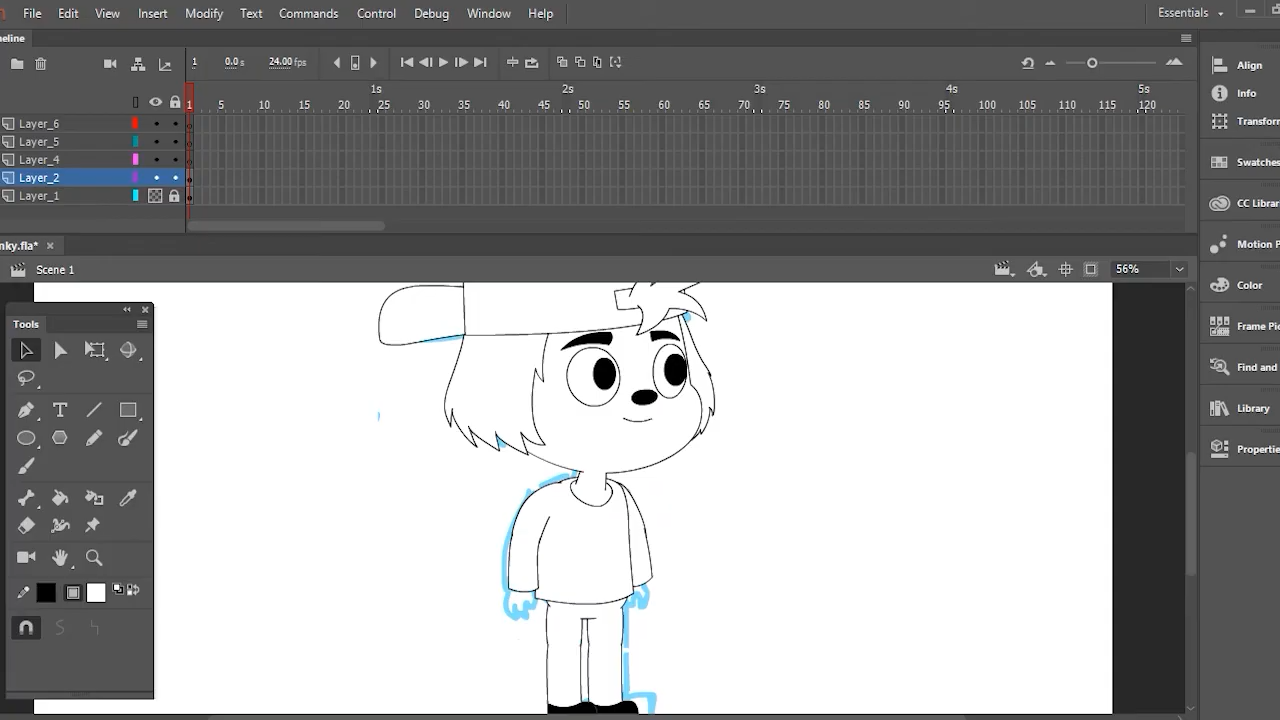 File Edit View Insert Modify Text Commands Control Debug Window Help Essentials
meline
1 0.0 s 24.00 fps
1s 2s 3s 4s 5s
1 5 10 15 20 25 30 35 40 45 50 55 60 65 70 75 80 85 90 95 100 105 110 115 120
Layer_6
Layer_5
Layer_4
Layer_2
Layer_1
nky.fla* ×
Scene 1 56%
Tools
T
Align
Info
Transform
Swatches
CC Librar
Motion P
Color
Frame Pic
Find and
Library
Properties